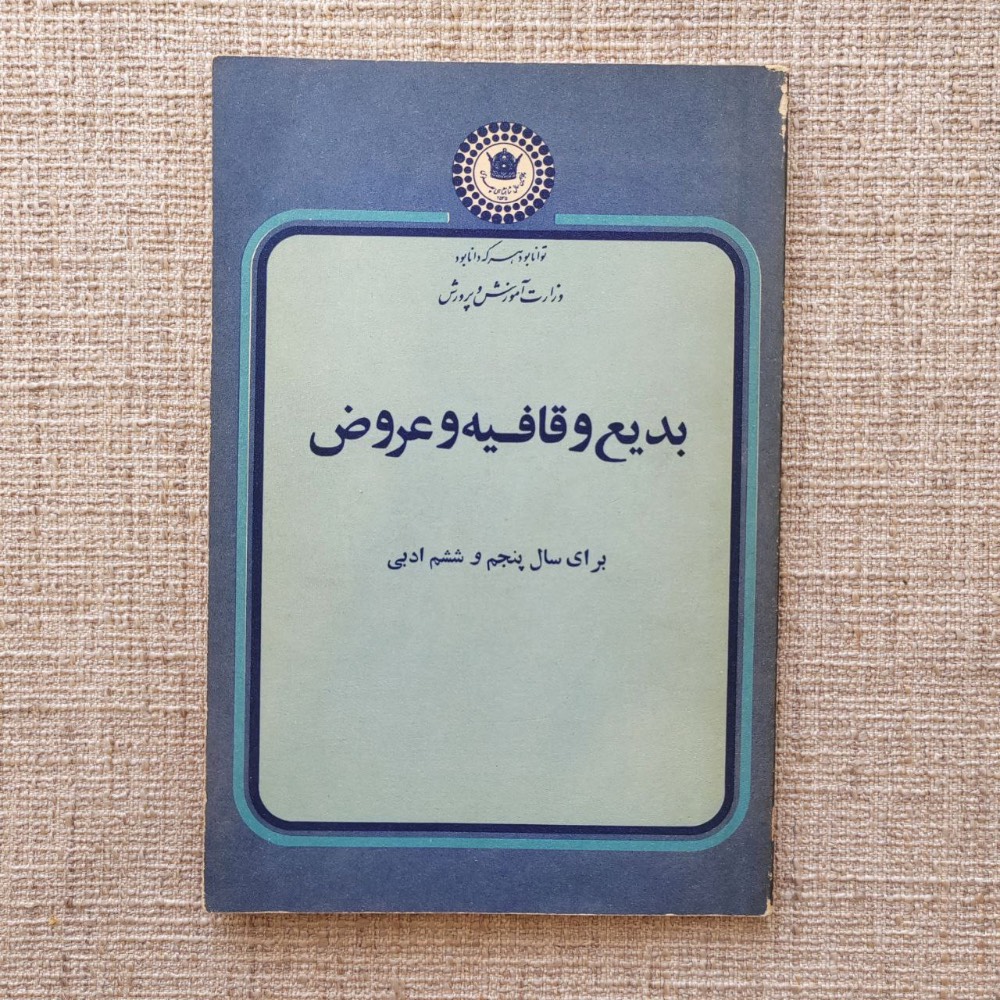 توانا بود هر که دانا بود
وزارت آموزش و پرورش
بدیع و قافیه و عروض
برای سال پنجم و ششم ادبی